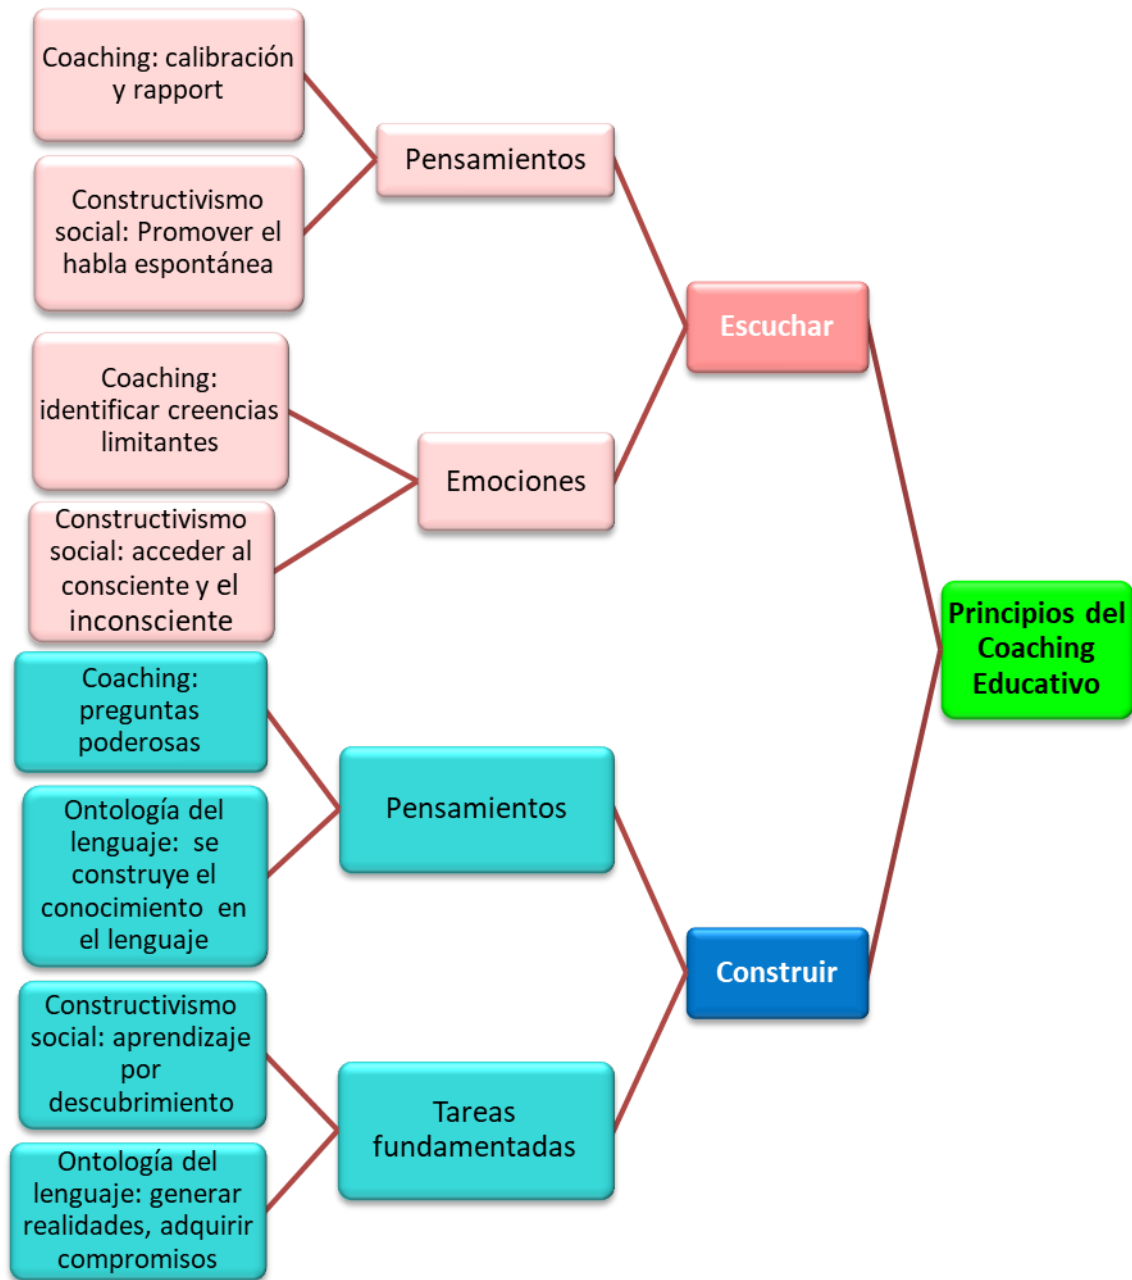 Coaching: calibración
y rapport
Constructivismo
social: Promover el
habla espontánea
Pensamientos
Escuchar
Coaching:
identificar creencias
limitantes
Emociones
Constructivismo
social: acceder al
consciente y el
inconsciente
Principios del
Coaching
Educativo
Coaching:
preguntas
poderosas
Pensamientos
Ontología del
lenguaje: se
construye el
conocimiento en
el lenguaje
Construir
Constructivismo
social: aprendizaje
por
descubrimiento
Tareas
fundamentadas
Ontología del
lenguaje: generar
realidades, adquirir
compromisos